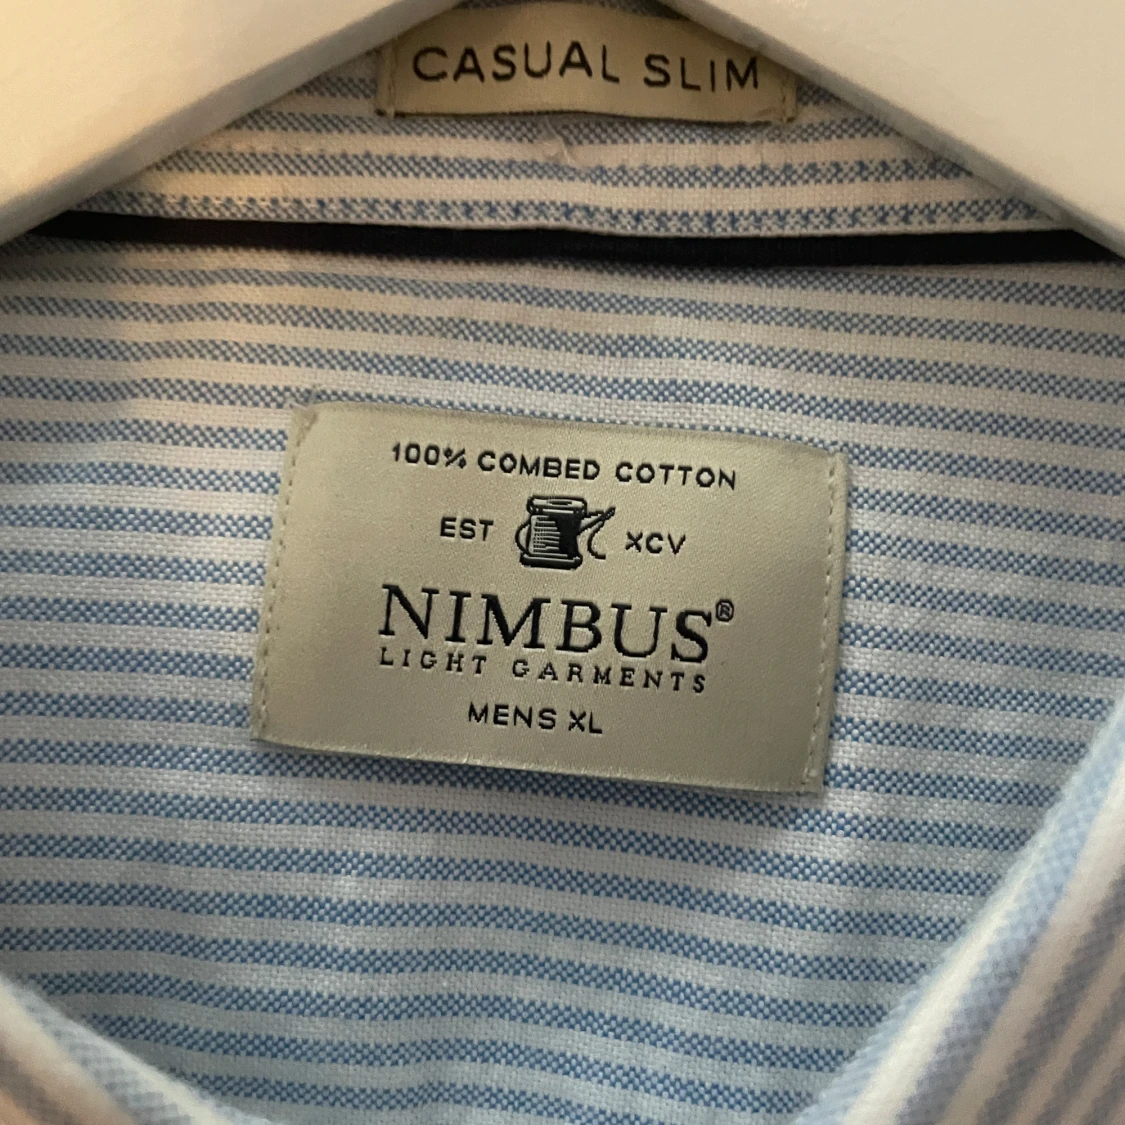 CASUAL SLIM
100% COMBED COTTON
EST XCV
NIMBUS®
LIGHT GARMENTS
MENS XL